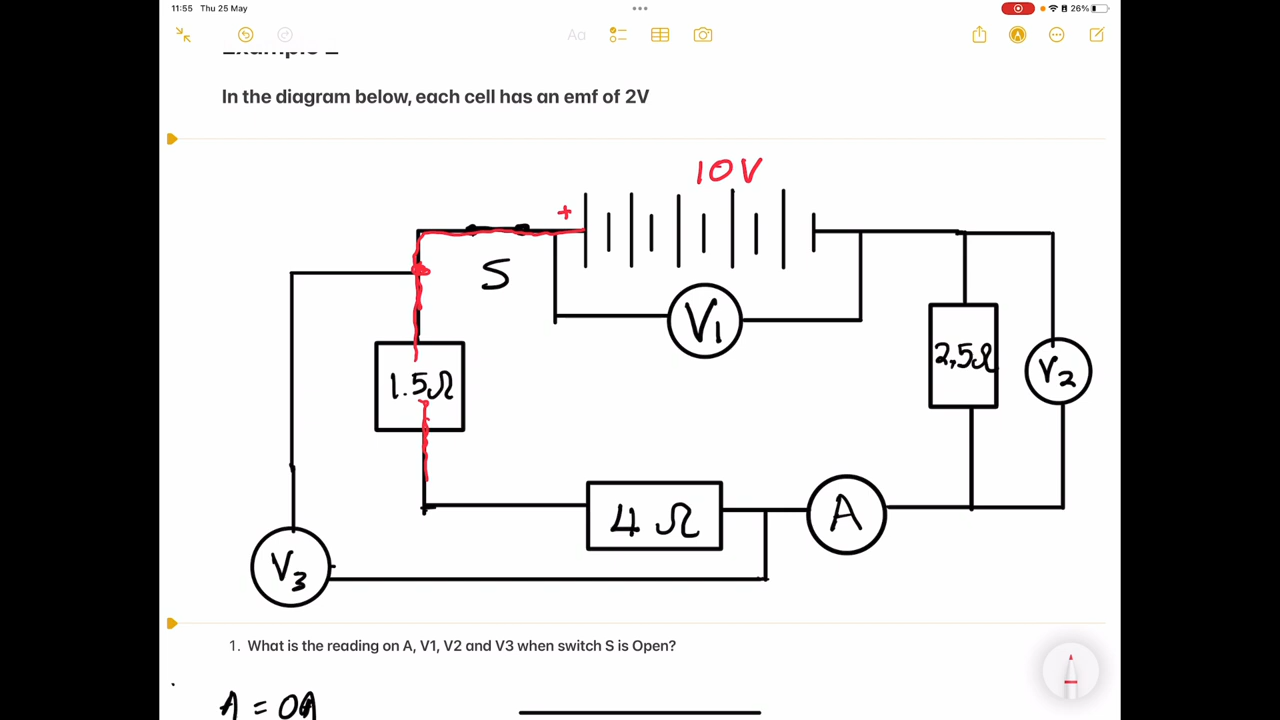 11:55 Thu 25 May
26%
Aa
In the diagram below, each cell has an emf of 2V
10V
+
S
V1
1.5Ω
2,5Ω
V2
4Ω
A
V3
1. What is the reading on A, V1, V2 and V3 when switch S is Open?
A = 0A